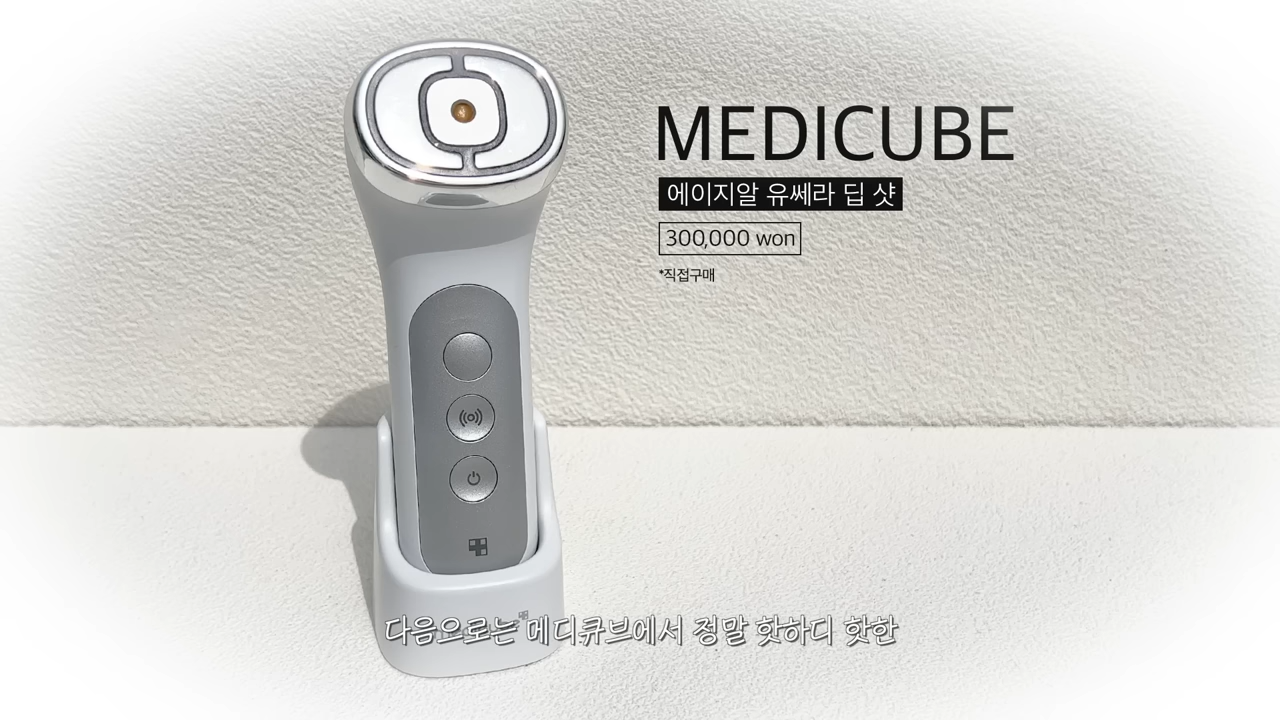 MEDICUBE
에이지알 유쎄라 딥 샷
300,000 won
*직접구매
다음으로는 메디큐브에서 정말 핫하디 핫한